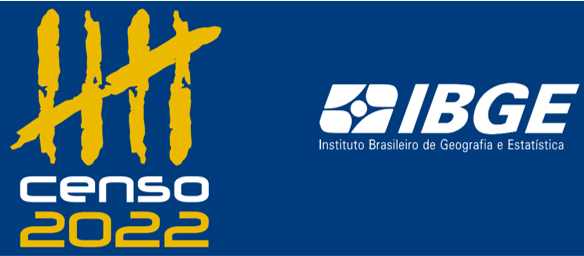 censo
2022
IBGE
Instituto Brasileiro de Geografia e Estatística